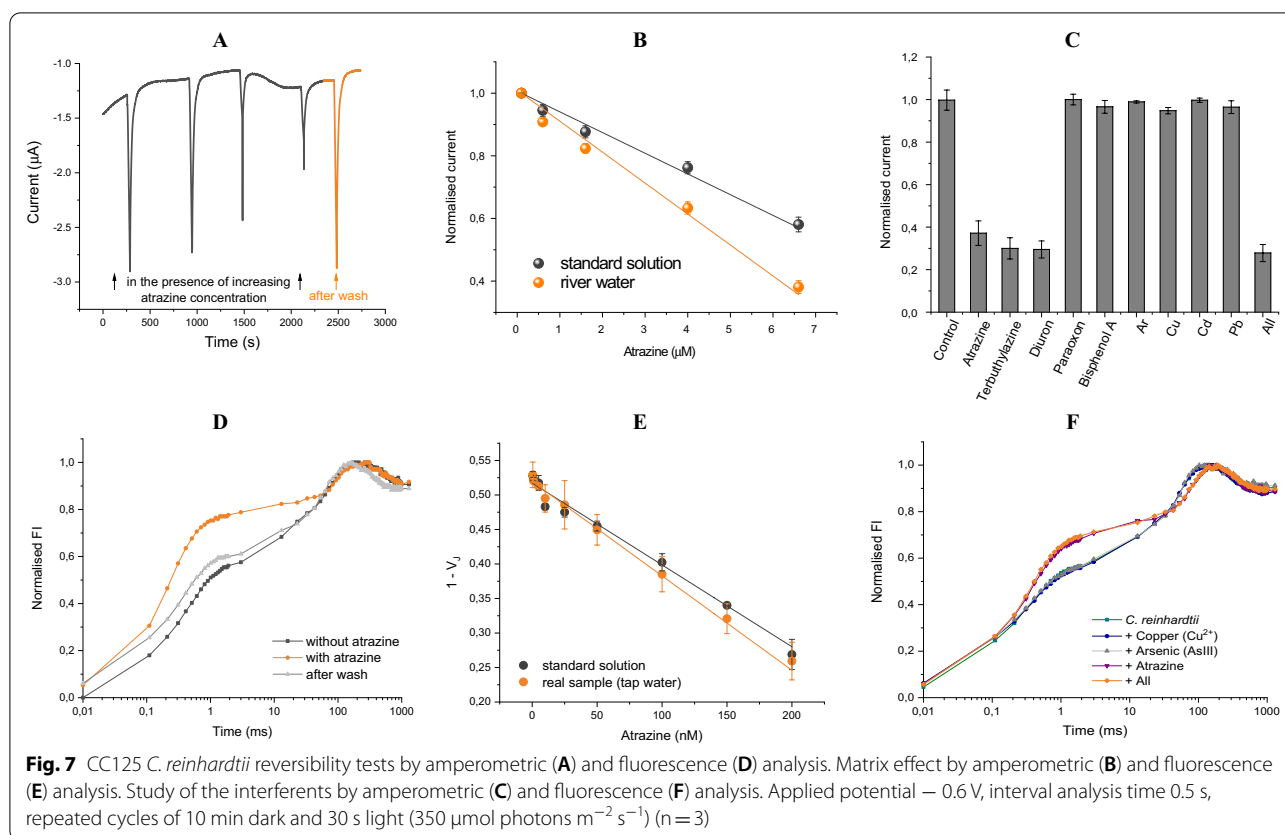 A
-1.0
-1.5
-2.0
-2.5
-3.0
Current (µA)
in the presence of increasing
atrazine concentration
after wash
0 500 1000 1500 2000 2500 3000
Time (s)
B
1,0
0,8
0,6
0,4
Normalised current
standard solution
river water
0 1 2 3 4 5 6 7
Atrazine (µM)
C
1,2
1,0
0,8
0,6
0,4
0,2
0,0
Normalised current
Control
Atrazine
Terbuthylazine
Diuron
Paraoxon
Bisphenol A
Ar
Cu
Cd
Pb
All
D
1,0
0,8
0,6
0,4
0,2
0,0
Normalised FI
without atrazine
with atrazine
after wash
0,01 0,1 1 10 100 1000
Time (ms)
E
0,55
0,50
0,45
0,40
0,35
0,30
0,25
0,20
1 - VJ
standard solution
real sample (tap water)
0 50 100 150 200
Atrazine (nM)
F
1,0
0,8
0,6
0,4
0,2
0,0
Normalised FI
C. reinhardtii
+ Copper (Cu²⁺)
+ Arsenic (AsIII)
+ Atrazine
+ All
0,01 0,1 1 10 100 1000
Time (ms)
Fig. 7 CC125 C. reinhardtii reversibility tests by amperometric (A) and fluorescence (D) analysis. Matrix effect by amperometric (B) and fluorescence
(E) analysis. Study of the interferents by amperometric (C) and fluorescence (F) analysis. Applied potential − 0.6 V, interval analysis time 0.5 s,
repeated cycles of 10 min dark and 30 s light (350 µmol photons m⁻² s⁻¹) (n = 3)